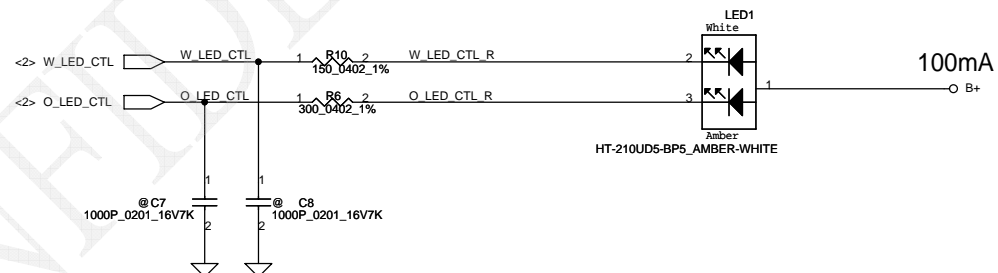 LED1
White
<2> W_LED_CTL W_LED_CTL 1 R10 2 W_LED_CTL_R 2
150_0402_1%
100mA
1 B+
<2> O_LED_CTL O_LED_CTL 1 R6 2 O_LED_CTL_R 3
300_0402_1%
Amber
HT-210UD5-BP5_AMBER-WHITE
1 1
@ C7 @ C8
1000P_0201_16V7K 1000P_0201_16V7K
2 2